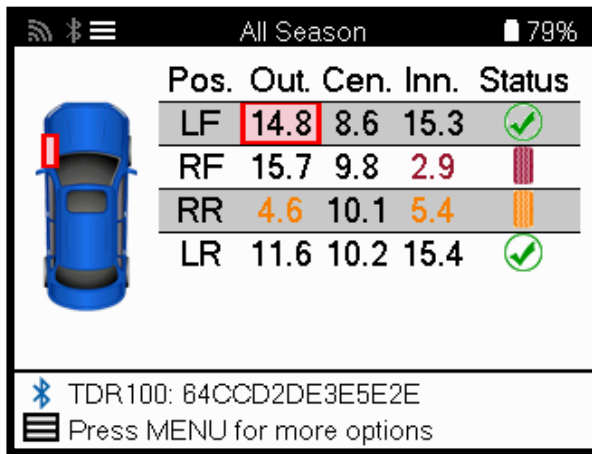 All Season 79%
Pos. Out. Cen. Inn. Status
LF 14.8 8.6 15.3
RF 15.7 9.8 2.9
RR 4.6 10.1 5.4
LR 11.6 10.2 15.4
TDR100: 64CCD2DE3E5E2E
Press MENU for more options